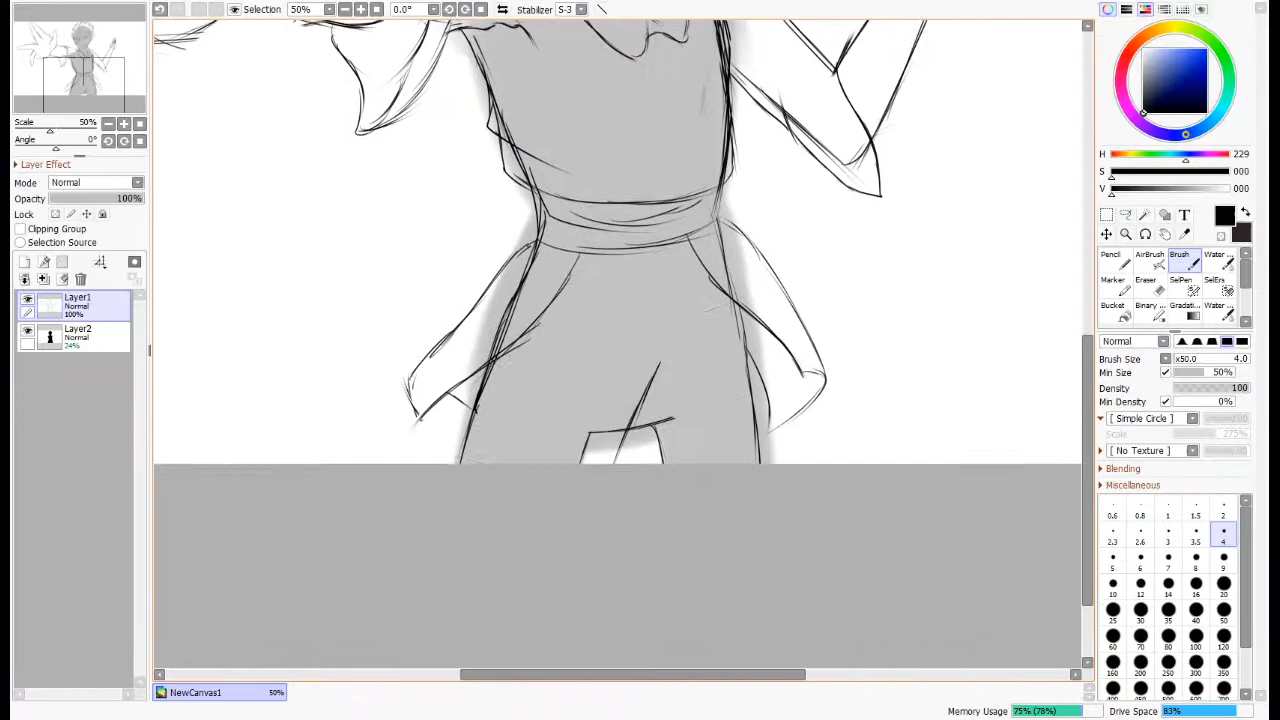 Selection 50% 0.0° Stabilizer S-3
Scale 50%
Angle 0°
Layer Effect
Mode Normal
Opacity 100%
Lock
Clipping Group
Selection Source
Layer1
Normal
100%
Layer2
Normal
24%
H 229
S 000
V 000
T
Pencil AirBrush Brush Water ...
Marker Eraser SelPen SelErs
Bucket Binary ... Gradati... Water ...
Normal
Brush Size x50.0 4.0
Min Size 50%
Density 100
Min Density 0%
[ Simple Circle ]
Scale 275%
[ No Texture ]
Blending
Miscellaneous
0.6 0.8 1 1.5 2
2.3 2.6 3 3.5 4
5 6 7 8 9
10 12 14 16 20
25 30 35 40 50
60 70 80 100 120
160 200 250 300 350
NewCanvas1 50%
Memory Usage 75% (78%) Drive Space 83%